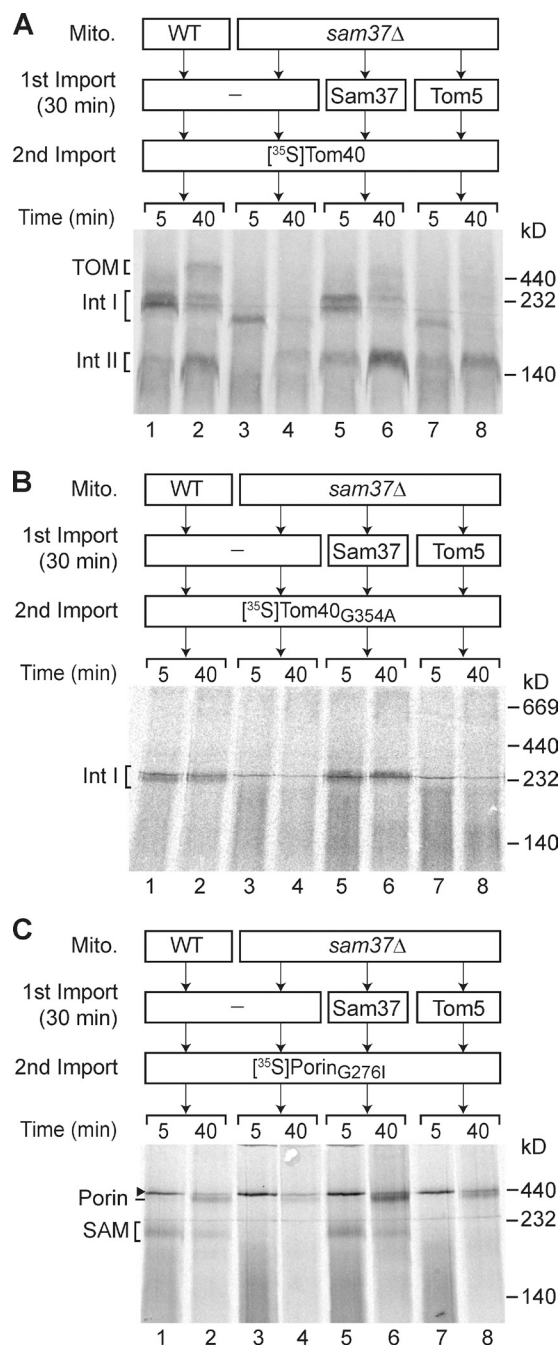 A
Mito. WT sam37Δ
1st Import
(30 min) – Sam37 Tom5
2nd Import [35S]Tom40
Time (min) 5 40 5 40 5 40 5 40 kD
TOM
440
Int I 232
Int II
140
1 2 3 4 5 6 7 8
B
Mito. WT sam37Δ
1st Import
(30 min) – Sam37 Tom5
2nd Import [35S]Tom40G354A
Time (min) 5 40 5 40 5 40 5 40 kD
669
440
Int I 232
140
1 2 3 4 5 6 7 8
C
Mito. WT sam37Δ
1st Import
(30 min) – Sam37 Tom5
2nd Import [35S]PorinG276I
Time (min) 5 40 5 40 5 40 5 40 kD
Porin 440
232
SAM
140
1 2 3 4 5 6 7 8